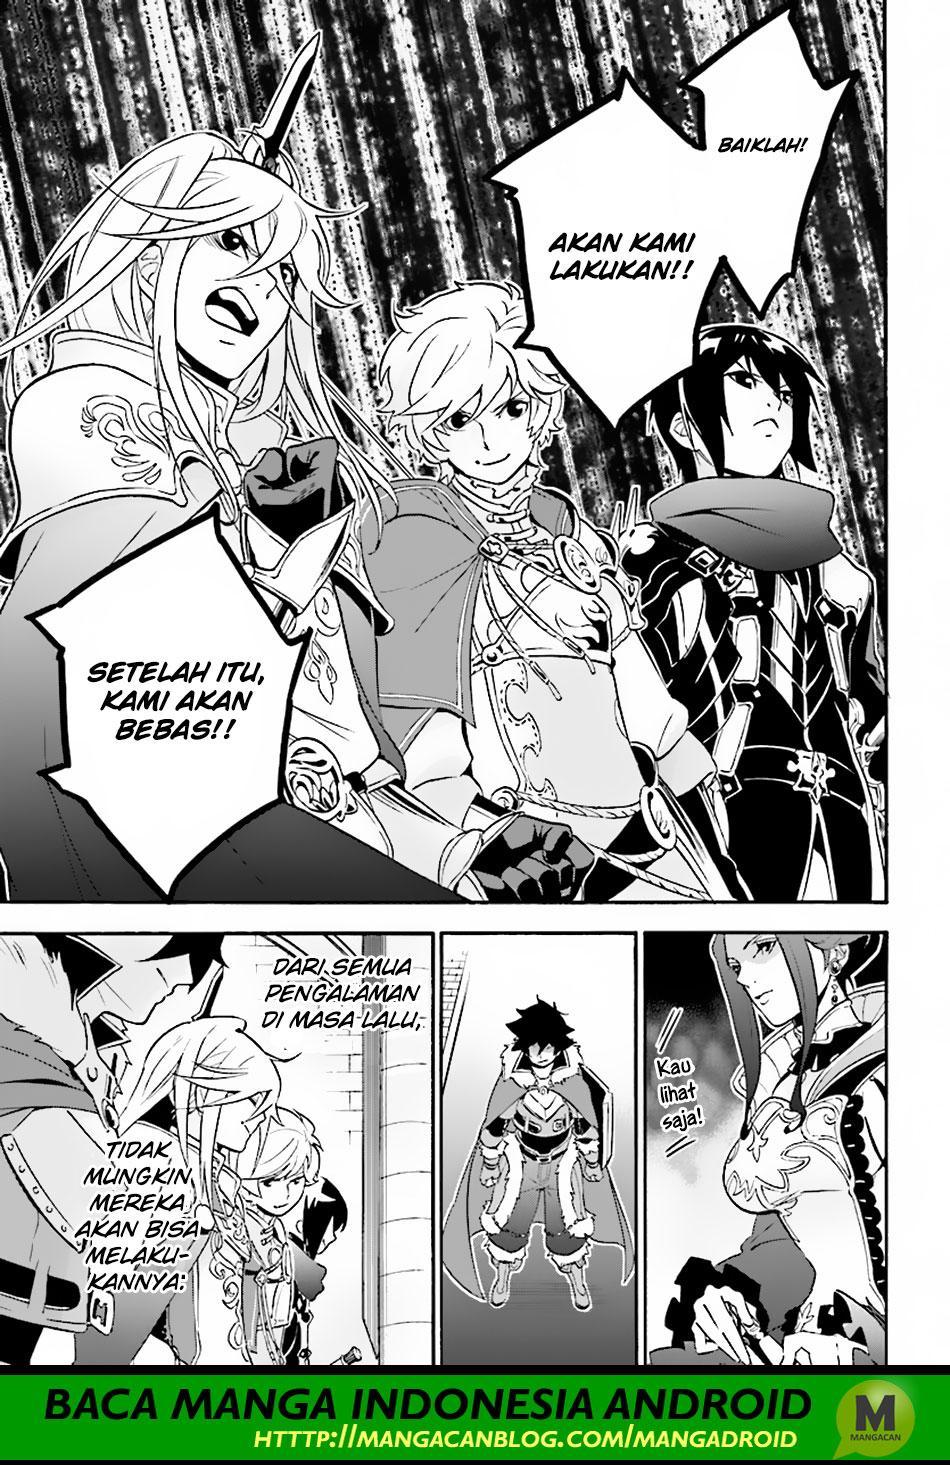 BAIKLAH!
AKAN KAMI
LAKUKAN!!
SETELAH ITU,
KAMI AKAN
BEBAS!!
Kau
lihat
saja!
DARI SEMUA
PENGALAMAN
DI MASA LALU,
TIDAK
MUNGKIN
MEREKA
AKAN BISA
MELAKU-
KANNYA.
BACA MANGA INDONESIA ANDROID
HTTTP://MANGACANBLOG.COM/MANGADROID
M
MANGACAN